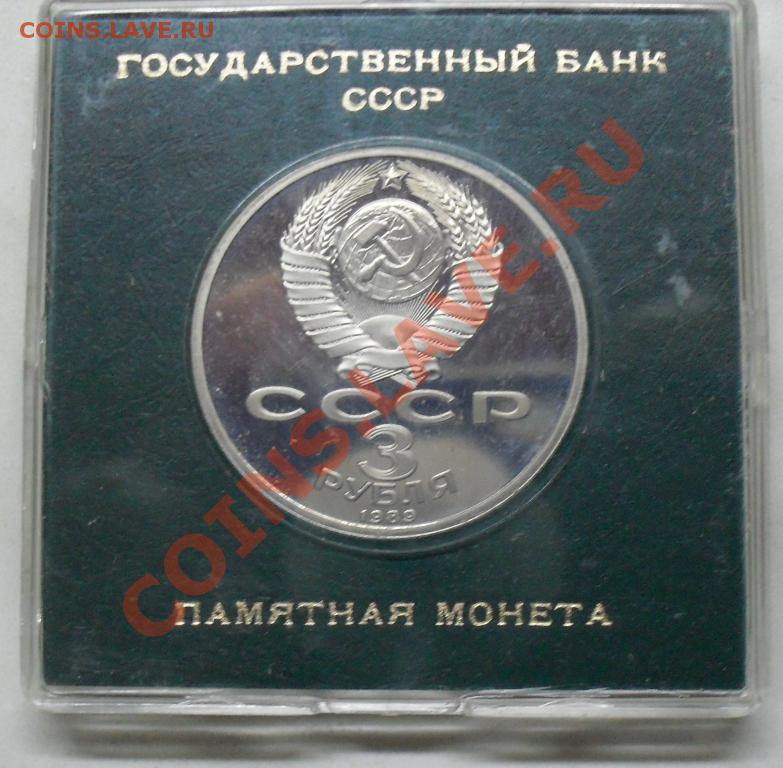 COINS.LAVE.RU
ГОСУДАРСТВЕННЫЙ БАНК
СССР
СССР
3
РУБЛЯ
1989
ПАМЯТНАЯ МОНЕТА
COINS.LAVE.RU